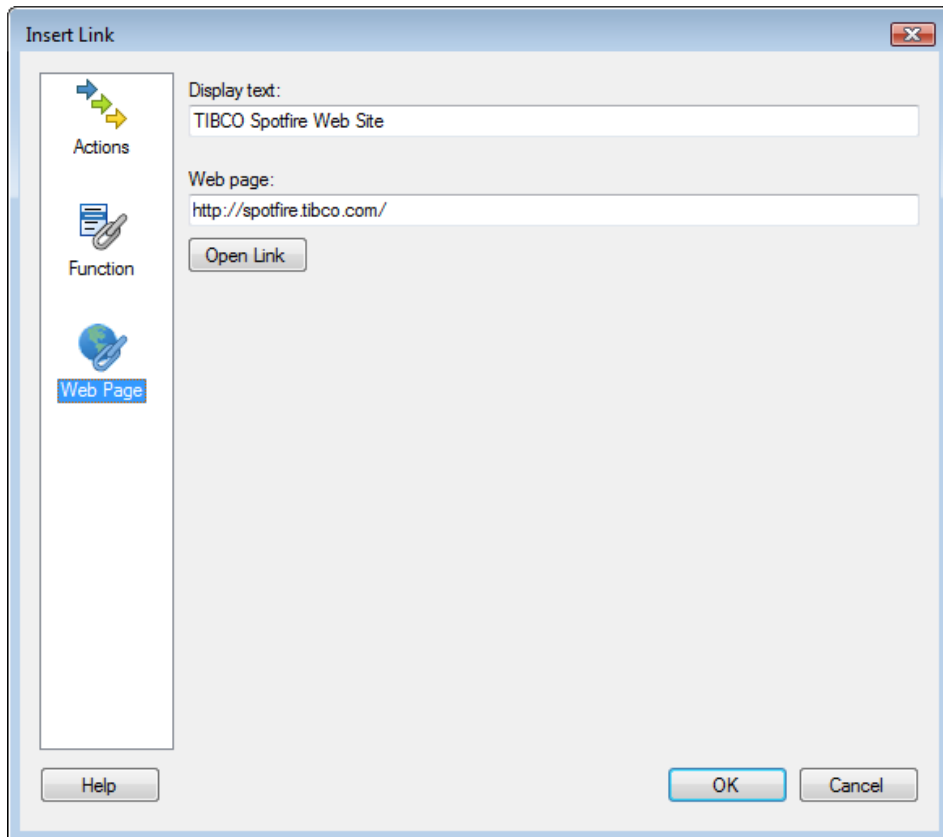 Insert Link
Actions
Function
Web Page
Display text:
TIBCO Spotfire Web Site
Web page:
http://spotfire.tibco.com/
Open Link
Help
OK
Cancel